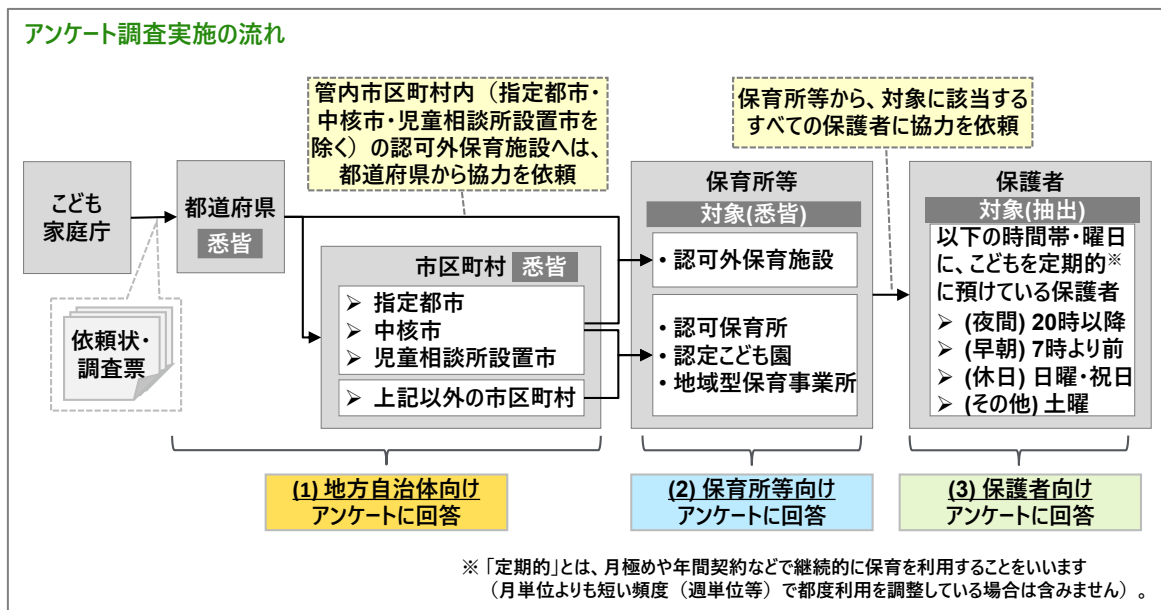 アンケート調査実施の流れ
管内市区町村内（指定都市・
中核市・児童相談所設置市を
除く）の認可外保育施設へは、
都道府県から協力を依頼
保育所等から、対象に該当する
すべての保護者に協力を依頼
こども
家庭庁
都道府県
悉皆
依頼状・
調査票
市区町村 悉皆
➢ 指定都市
➢ 中核市
➢ 児童相談所設置市
➢ 上記以外の市区町村
保育所等
対象(悉皆)
・認可外保育施設
・認可保育所
・認定こども園
・地域型保育事業所
保護者
対象(抽出)
以下の時間帯・曜日
に、こどもを定期的※
に預けている保護者
➢ (夜間) 20時以降
➢ (早朝) 7時より前
➢ (休日) 日曜・祝日
➢ (その他) 土曜
(1) 地方自治体向け
アンケートに回答
(2) 保育所等向け
アンケートに回答
(3) 保護者向け
アンケートに回答
※「定期的」とは、月極めや年間契約などで継続的に保育を利用することをいいます
（月単位よりも短い頻度（週単位等）で都度利用を調整している場合は含みません）。